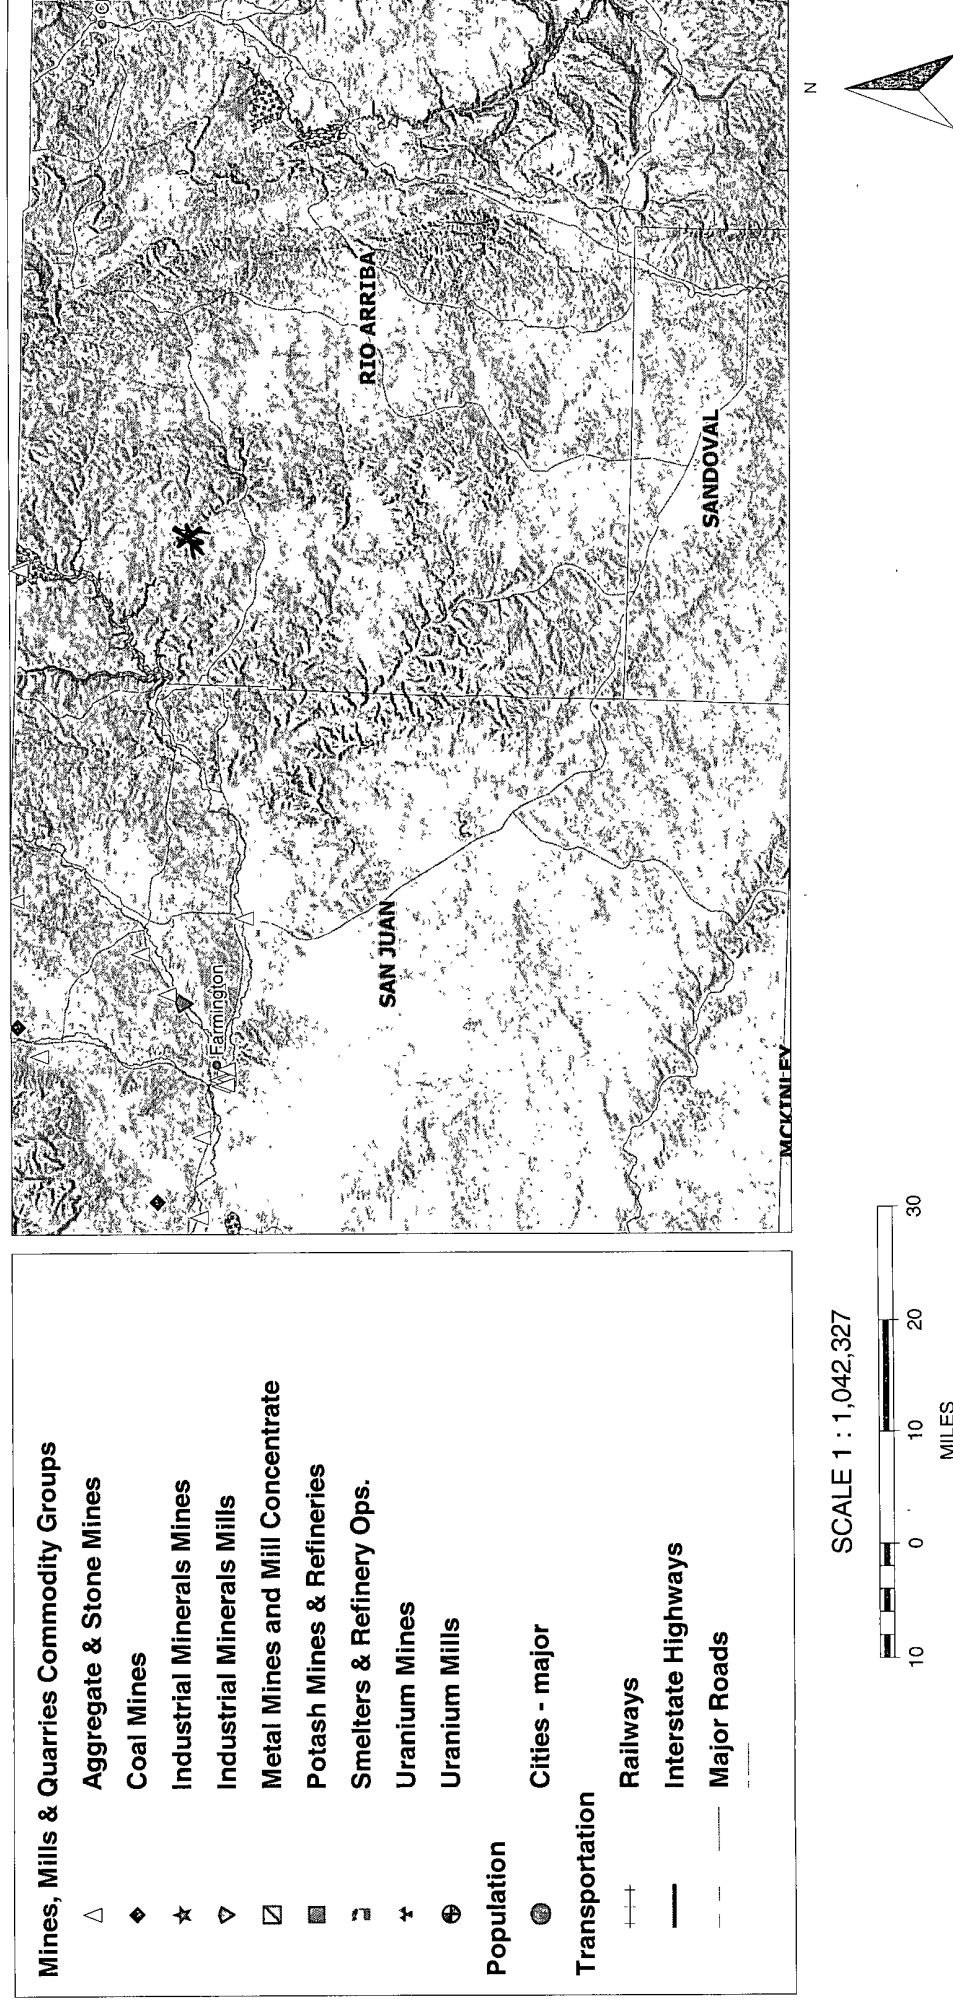 Mines, Mills & Quarries Commodity Groups
Aggregate & Stone Mines
Coal Mines
Industrial Minerals Mines
Industrial Minerals Mills
Metal Mines and Mill Concentrate
Potash Mines & Refineries
Smelters & Refinery Ops.
Uranium Mines
Uranium Mills
Population
Cities - major
Transportation
Railways
Interstate Highways
Major Roads
Farmington
SAN JUAN
RIO ARRIBA
SANDOVAL
MCKINLEY
SCALE 1 : 1,042,327
10 0 10 20 30
MILES
N